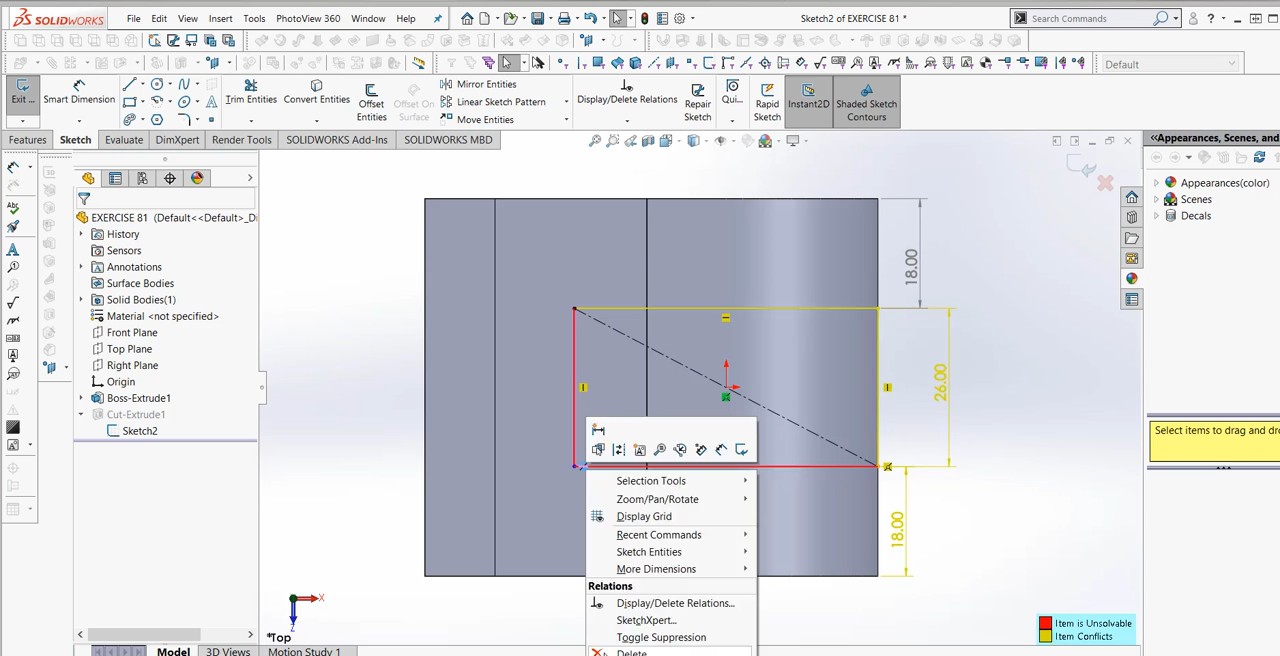 SOLIDWORKS File Edit View Insert Tools PhotoView 360 Window Help Sketch2 of EXERCISE 81 * Search Commands ?
Default
Exit ... Smart Dimension Trim Entities Convert Entities Offset Entities Offset On Surface Mirror Entities Linear Sketch Pattern Move Entities Display/Delete Relations Repair Sketch Qui... Rapid Sketch Instant2D Shaded Sketch Contours
Features Sketch Evaluate DimXpert Render Tools SOLIDWORKS Add-Ins SOLIDWORKS MBD
<<Appearances, Scenes, and
EXERCISE 81 (Default<<Default>_Di
History
Sensors
Annotations
Surface Bodies
Solid Bodies(1)
Material <not specified>
Front Plane
Top Plane
Right Plane
Origin
Boss-Extrude1
Cut-Extrude1
Sketch2
18.00
26.00
18.00
Selection Tools
Zoom/Pan/Rotate
Display Grid
Recent Commands
Sketch Entities
More Dimensions
Relations
Display/Delete Relations...
SketchXpert...
Toggle Suppression
Delete
X
Z
*Top
Appearances(color)
Scenes
Decals
Select items to drag and dro
Item is Unsolvable
Item Conflicts
Model 3D Views Motion Study 1